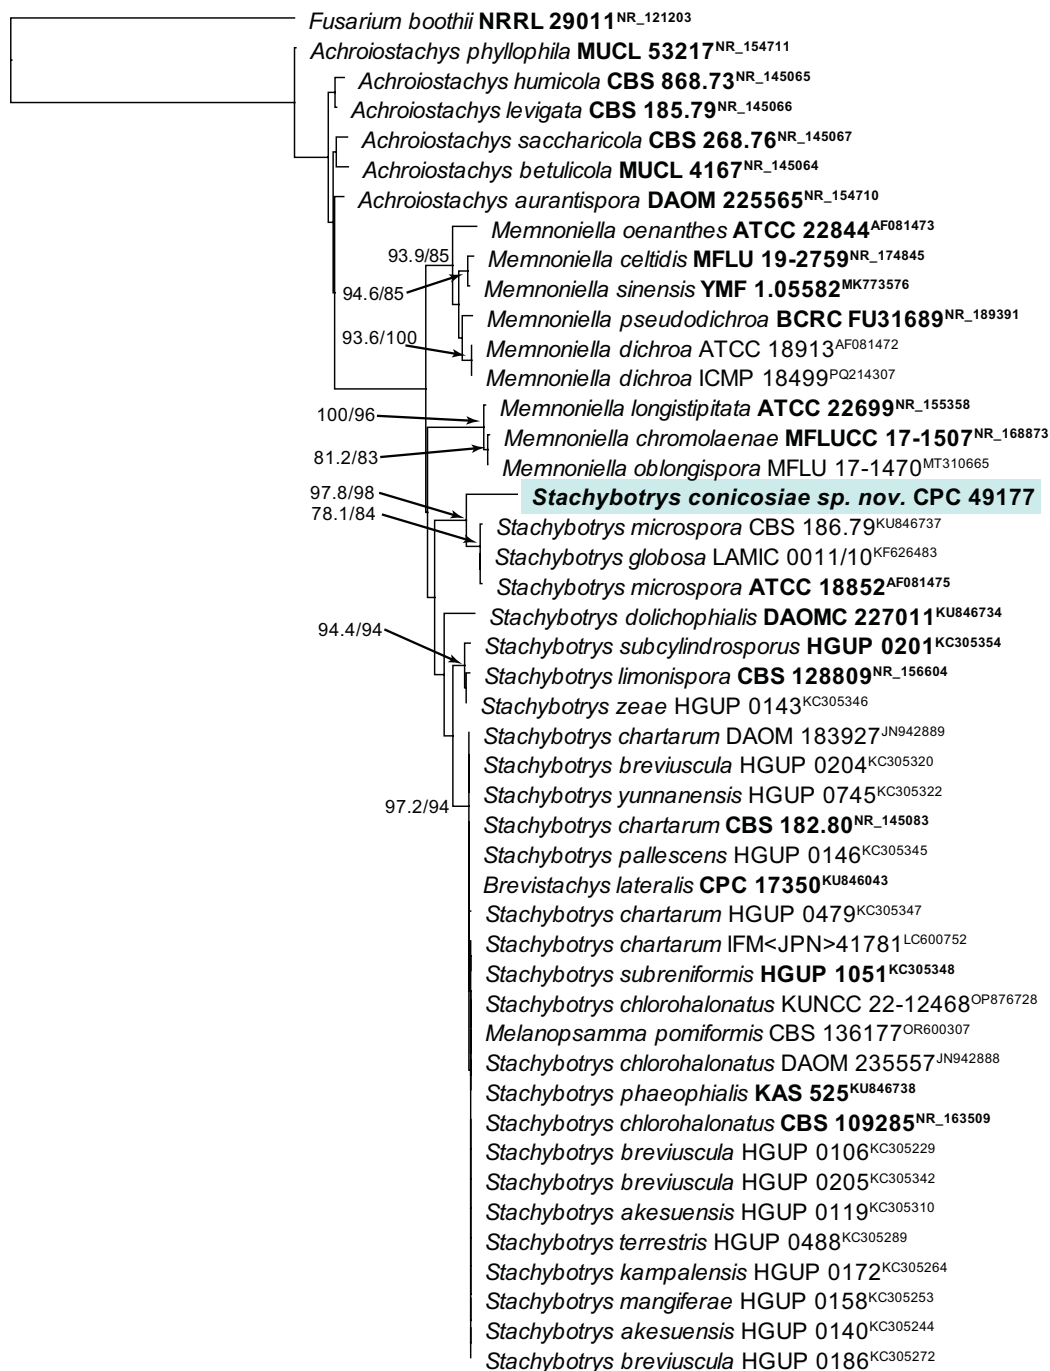 Fusarium boothii NRRL 29011NR_121203
Achroiostachys phyllophila MUCL 53217NR_154711
Achroiostachys humicola CBS 868.73NR_145065
Achroiostachys levigata CBS 185.79NR_145066
Achroiostachys saccharicola CBS 268.76NR_145067
Achroiostachys betulicola MUCL 4167NR_145064
Achroiostachys aurantispora DAOM 225565NR_154710
Memnoniella oenanthes ATCC 22844AF081473
93.9/85
Memnoniella celtidis MFLU 19-2759NR_174845
94.6/85
Memnoniella sinensis YMF 1.05582MK773576
Memnoniella pseudodichroa BCRC FU31689NR_189391
93.6/100
Memnoniella dichroa ATCC 18913AF081472
Memnoniella dichroa ICMP 18499PQ214307
100/96
Memnoniella longistipitata ATCC 22699NR_155358
Memnoniella chromolaenae MFLUCC 17-1507NR_168873
81.2/83
Memnoniella oblongispora MFLU 17-1470MT310665
97.8/98
Stachybotrys conicosiae sp. nov. CPC 49177
78.1/84
Stachybotrys microspora CBS 186.79KU846737
Stachybotrys globosa LAMIC 0011/10KF626483
Stachybotrys microspora ATCC 18852AF081475
Stachybotrys dolichophialis DAOMC 227011KU846734
94.4/94
Stachybotrys subcylindrosporus HGUP 0201KC305354
Stachybotrys limonispora CBS 128809NR_156604
Stachybotrys zeae HGUP 0143KC305346
Stachybotrys chartarum DAOM 183927JN942889
Stachybotrys breviuscula HGUP 0204KC305320
Stachybotrys yunnanensis HGUP 0745KC305322
97.2/94
Stachybotrys chartarum CBS 182.80NR_145083
Stachybotrys pallescens HGUP 0146KC305345
Brevistachys lateralis CPC 17350KU846043
Stachybotrys chartarum HGUP 0479KC305347
Stachybotrys chartarum IFM<JPN>41781LC600752
Stachybotrys subreniformis HGUP 1051KC305348
Stachybotrys chlorohalonatus KUNCC 22-12468OP876728
Melanopsamma pomiformis CBS 136177OR600307
Stachybotrys chlorohalonatus DAOM 235557JN942888
Stachybotrys phaeophialis KAS 525KU846738
Stachybotrys chlorohalonatus CBS 109285NR_163509
Stachybotrys breviuscula HGUP 0106KC305229
Stachybotrys breviuscula HGUP 0205KC305342
Stachybotrys akesuensis HGUP 0119KC305310
Stachybotrys terrestris HGUP 0488KC305289
Stachybotrys kampalensis HGUP 0172KC305264
Stachybotrys mangiferae HGUP 0158KC305253
Stachybotrys akesuensis HGUP 0140KC305244
Stachybotrys breviuscula HGUP 0186KC305272